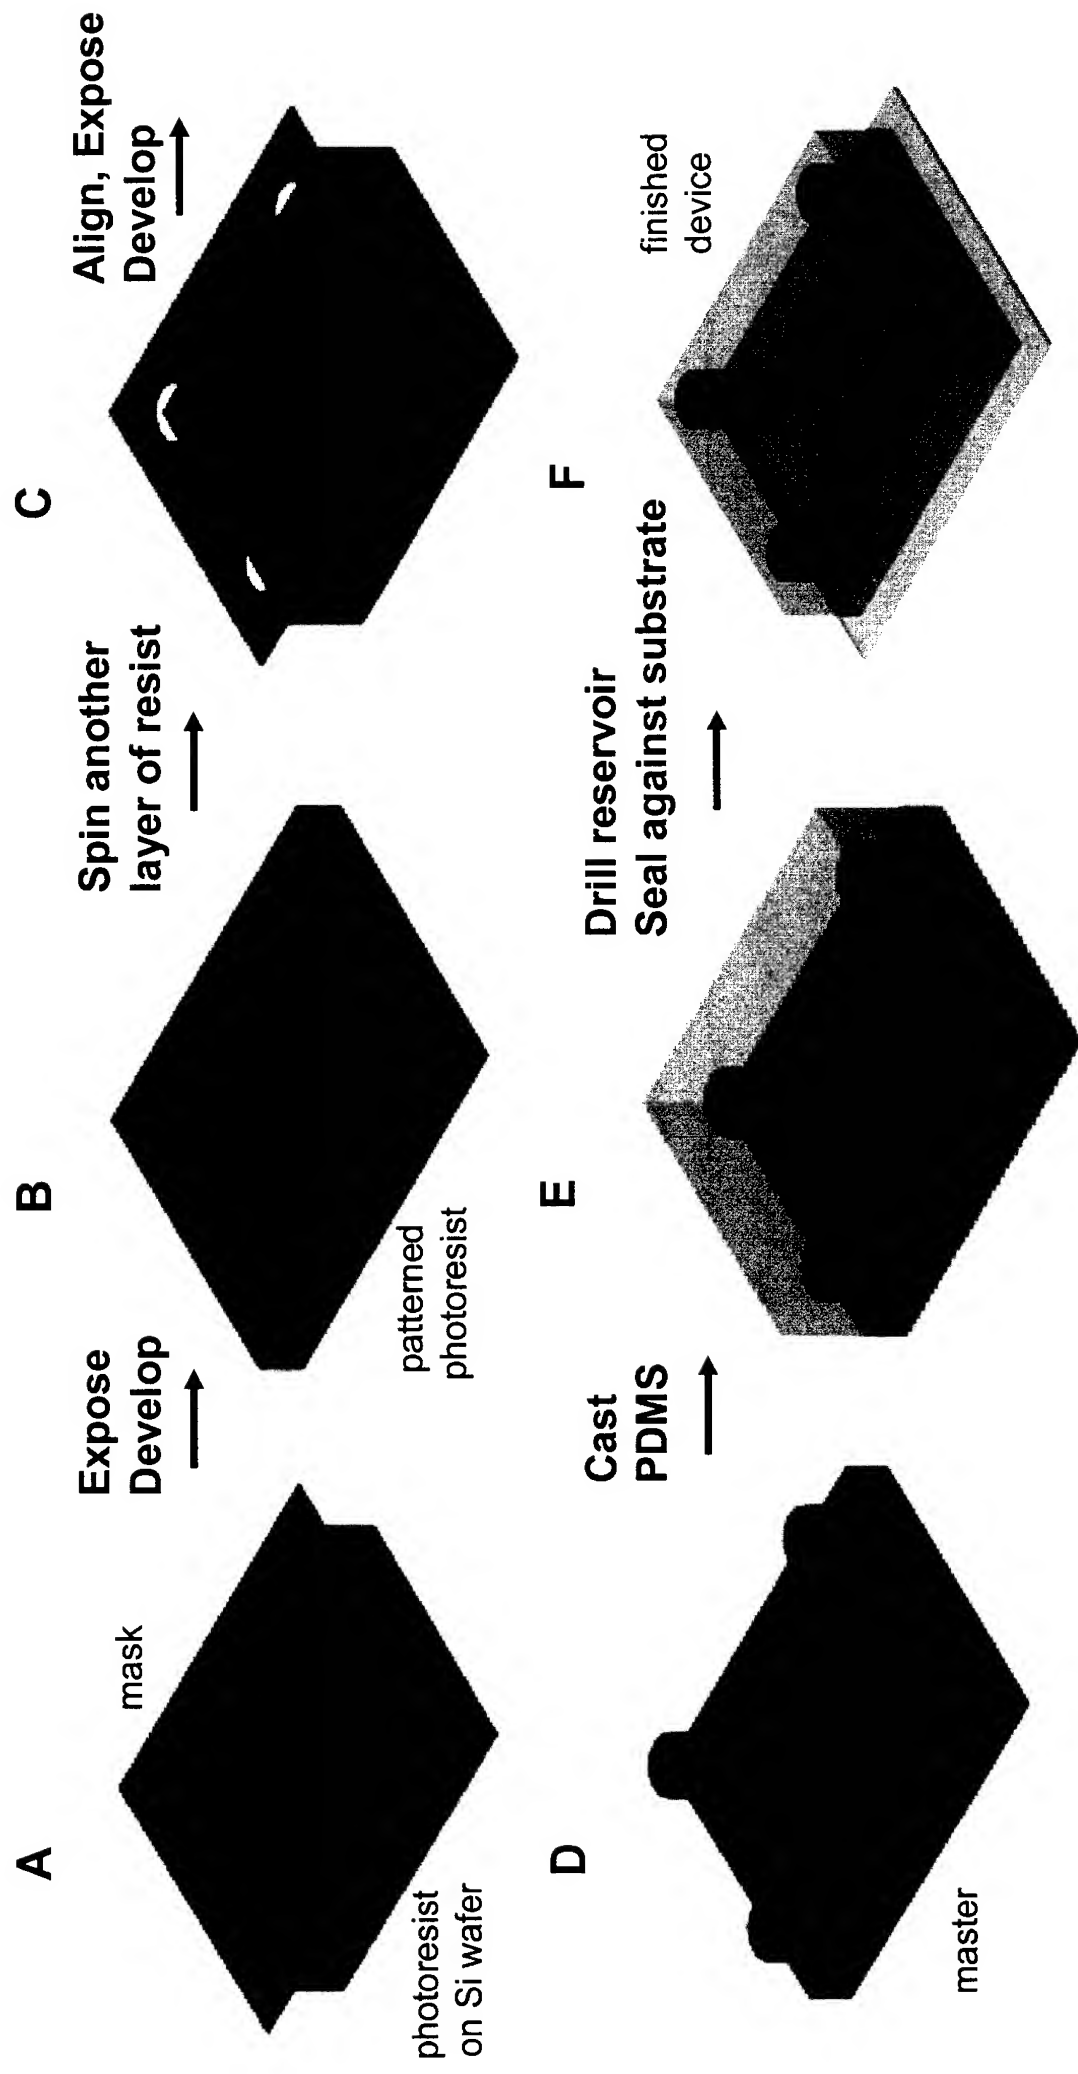 A
mask
photoresist
on Si wafer
Expose
Develop
B
patterned
photoresist
Spin another
layer of resist
C
Align, Expose
Develop
D
master
Cast
PDMS
E
Drill reservoir
Seal against substrate
F
finished
device